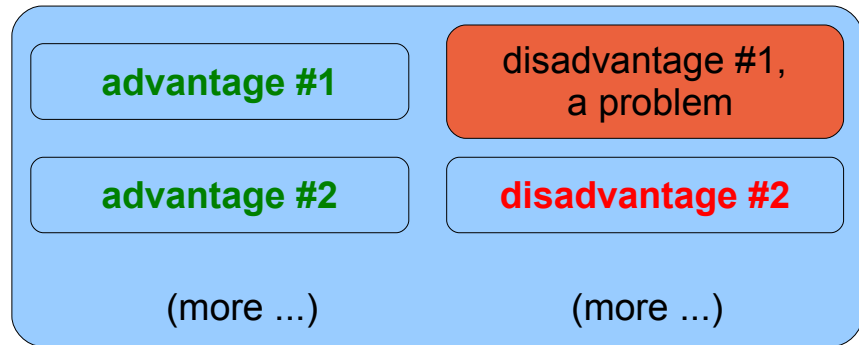 advantage #1
disadvantage #1,
a problem
advantage #2
disadvantage #2
(more ...)
(more ...)